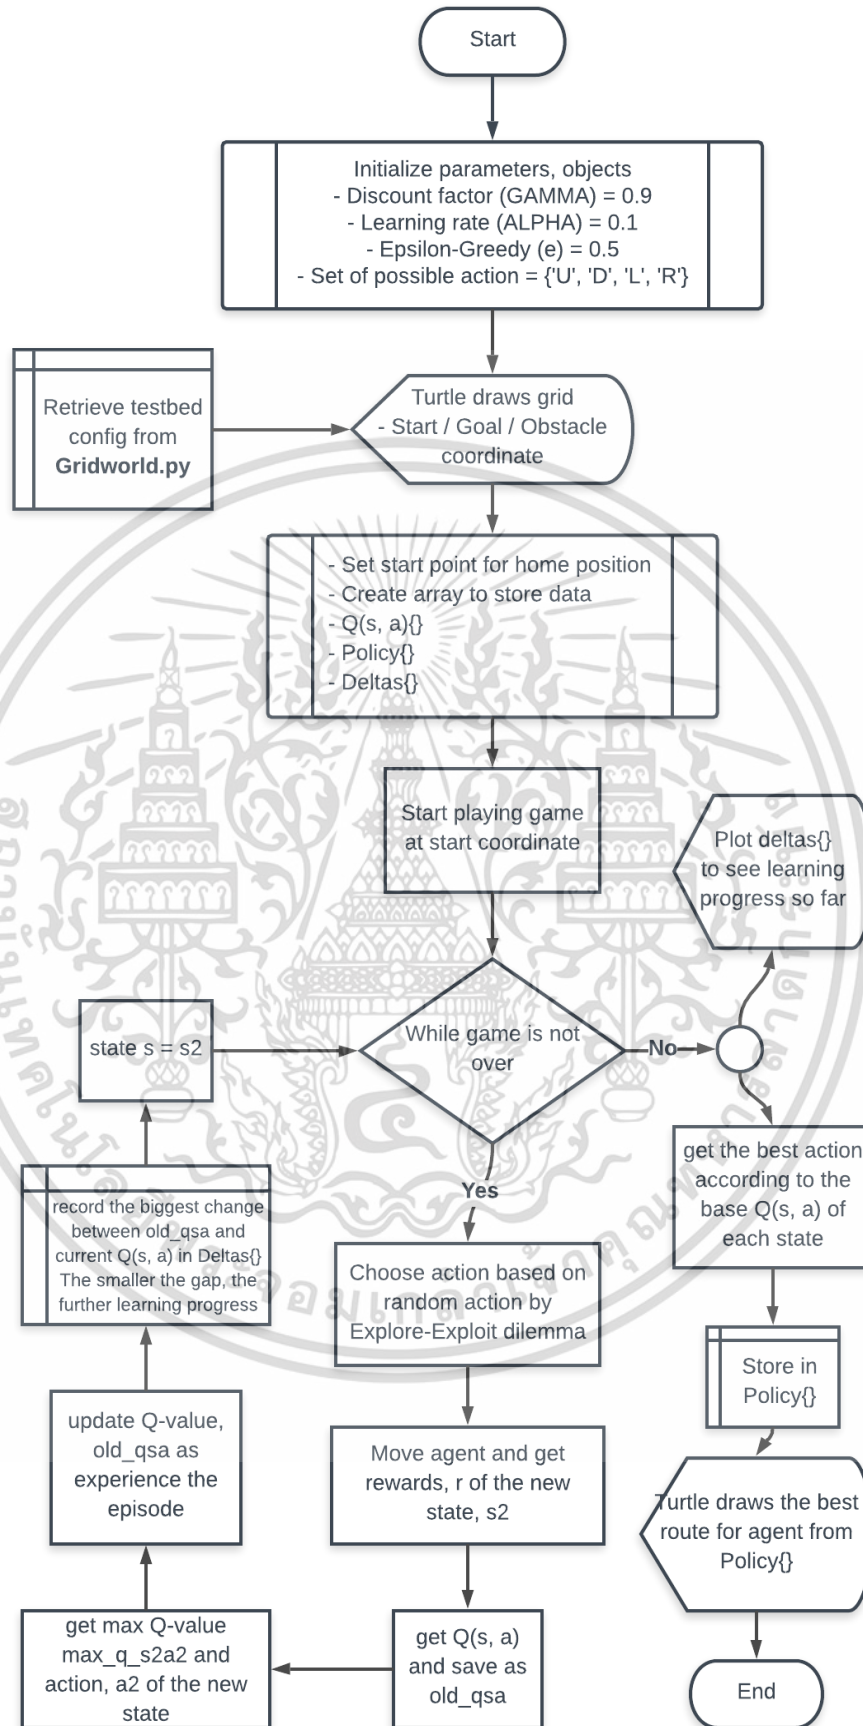 Start
Initialize parameters, objects
- Discount factor (GAMMA) = 0.9
- Learning rate (ALPHA) = 0.1
- Epsilon-Greedy (e) = 0.5
- Set of possible action = {'U', 'D', 'L', 'R'}
Retrieve testbed
config from
Gridworld.py
Turtle draws grid
- Start / Goal / Obstacle
coordinate
- Set start point for home position
- Create array to store data
- Q(s, a){}
- Policy{}
- Deltas{}
Start playing game
at start coordinate
Plot deltas{}
to see learning
progress so far
state s = s2
While game is not
over
No
Yes
get the best action
according to the
base Q(s, a) of
each state
record the biggest change
between old_qsa and
current Q(s, a) in Deltas{}
The smaller the gap, the
further learning progress
Choose action based on
random action by
Explore-Exploit dilemma
Store in
Policy{}
update Q-value,
old_qsa as
experience the
episode
Move agent and get
rewards, r of the new
state, s2
Turtle draws the best
route for agent from
Policy{}
get max Q-value
max_q_s2a2 and
action, a2 of the new
state
get Q(s, a)
and save as
old_qsa
End